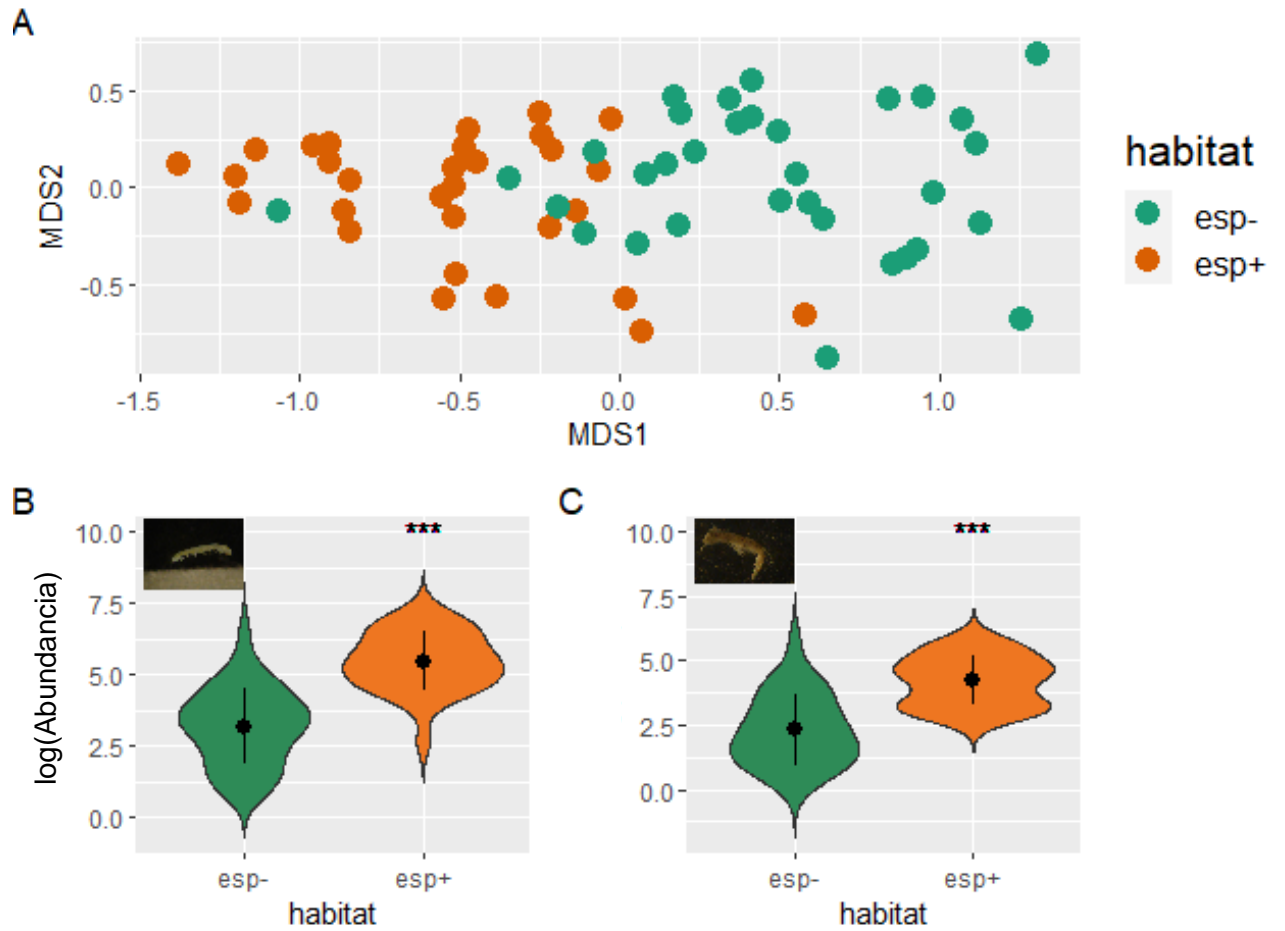 A
MDS2
0.5
0.0
-0.5
-1.5 -1.0 -0.5 0.0 0.5 1.0
MDS1
habitat
esp-
esp+
B
log(Abundancia)
10.0
7.5
5.0
2.5
0.0
***
esp- esp+
habitat
C
10.0
7.5
5.0
2.5
0.0
***
esp- esp+
habitat